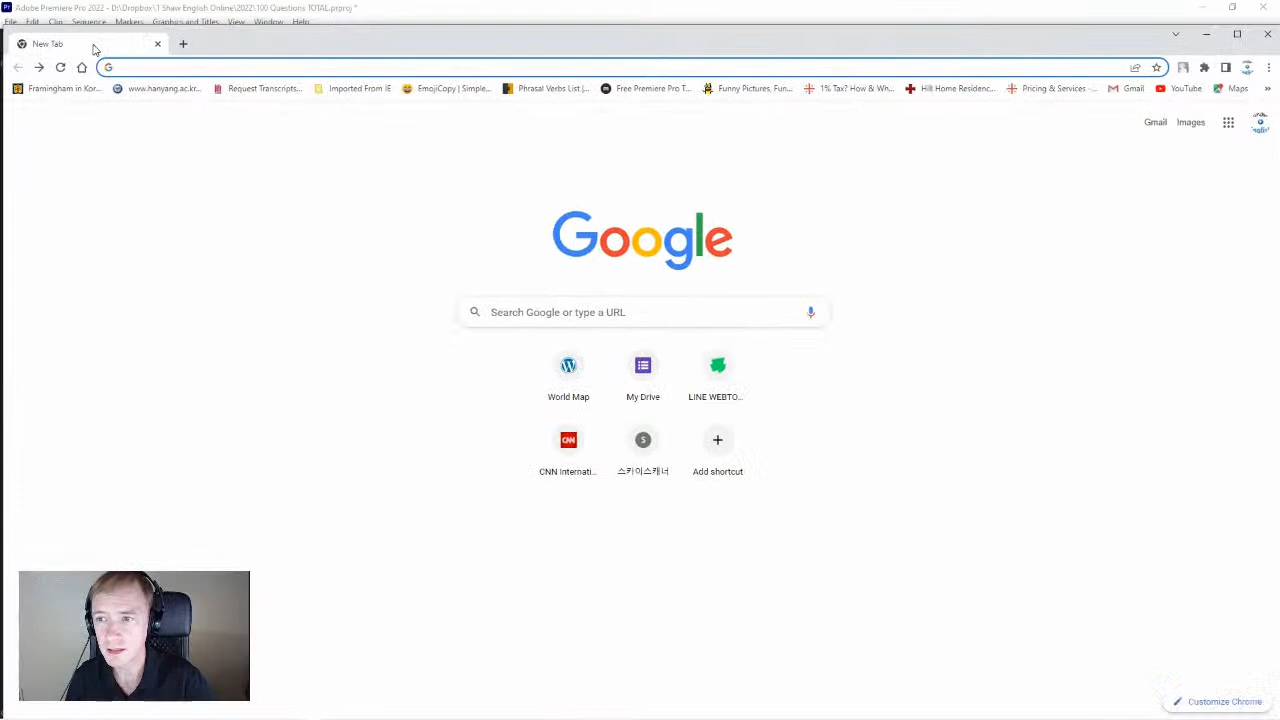 Adobe Premiere Pro 2022 - D:\Dropbox\1 Shaw English Online\2022\100 Questions TOTAL.prproj *
File Edit Clip Sequence Markers Graphics and Titles View Window Help
New Tab
Framingham in Kor... www.hanyang.ac.kr... Request Transcripts... Imported From IE EmojiCopy | Simple... Phrasal Verbs List |... Free Premiere Pro T... Funny Pictures, Fun... 1% Tax? How & Wh... Hill Home Residenc... Pricing & Services -... Gmail YouTube Maps »
Gmail Images
Google
Search Google or type a URL
World Map My Drive LINE WEBTO...
CNN
S
CNN Internati... 스카이스캐너 Add shortcut
Customize Chrome